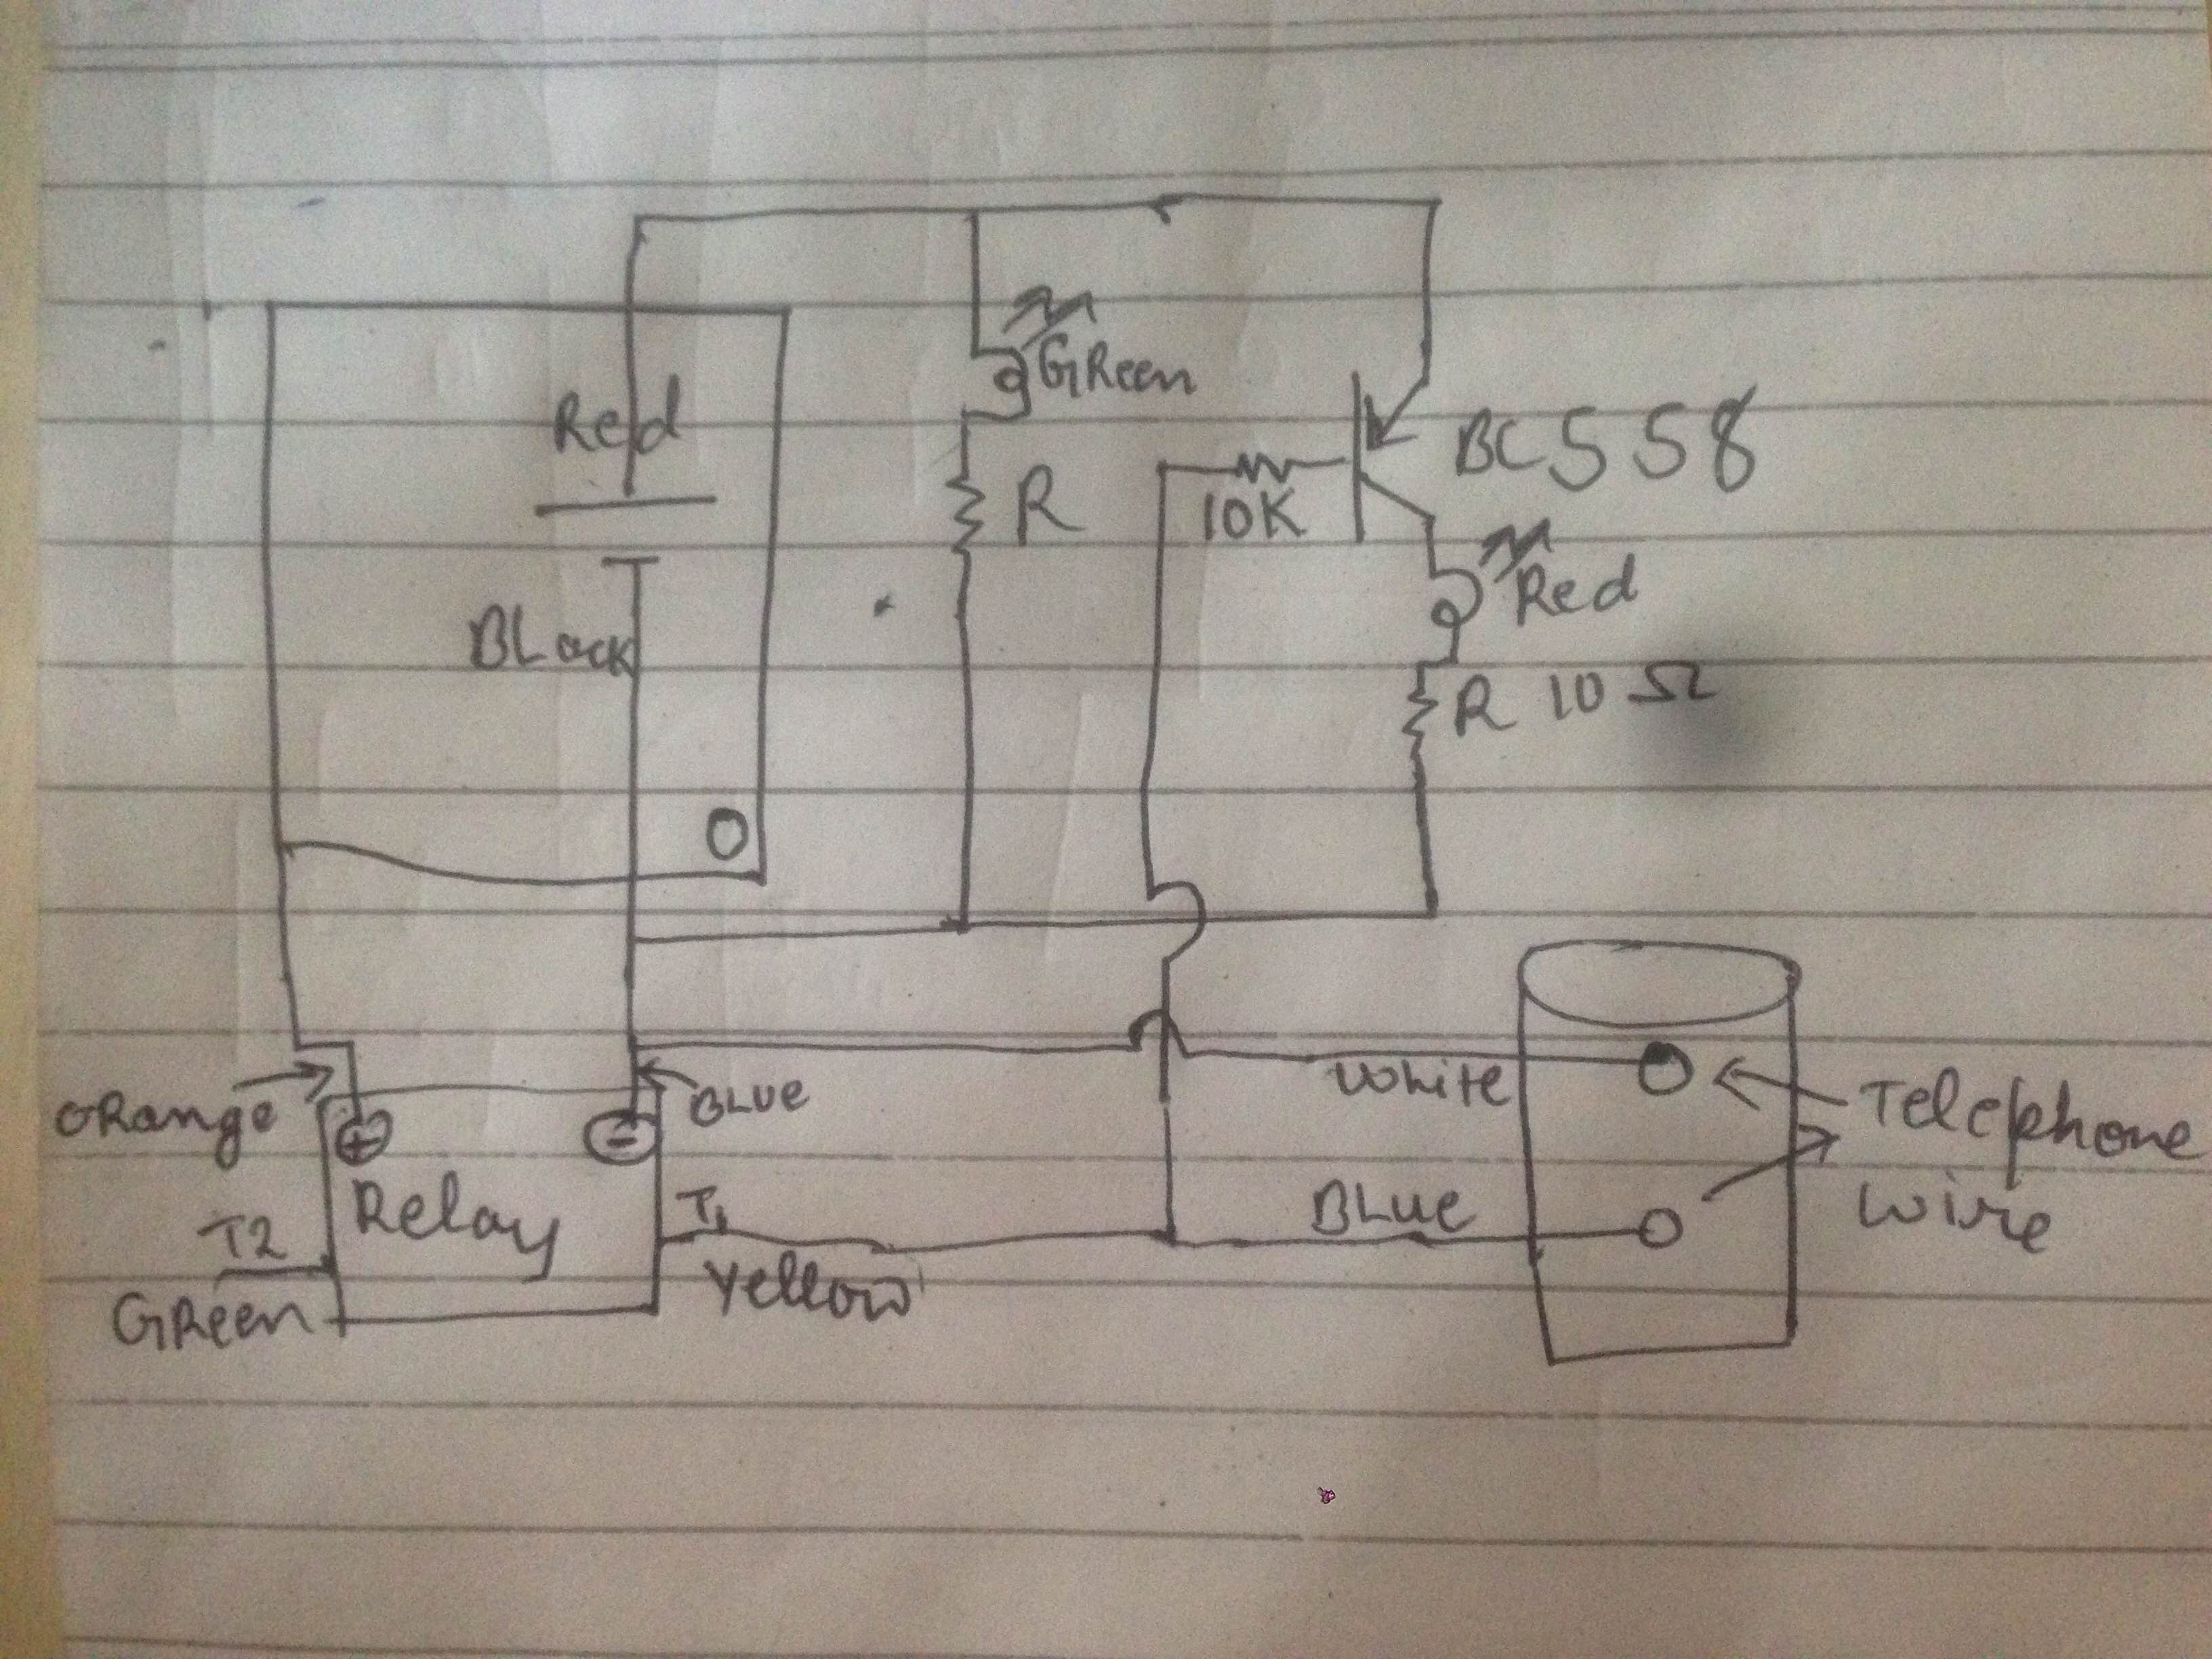 BC558
Red
GReen
10K
Red
BLack
R
R 10 Ω
ORange
BLUE
White
Telephone
Wire
+
-
Relay
T2
T1
BLue
GReen
Yellow